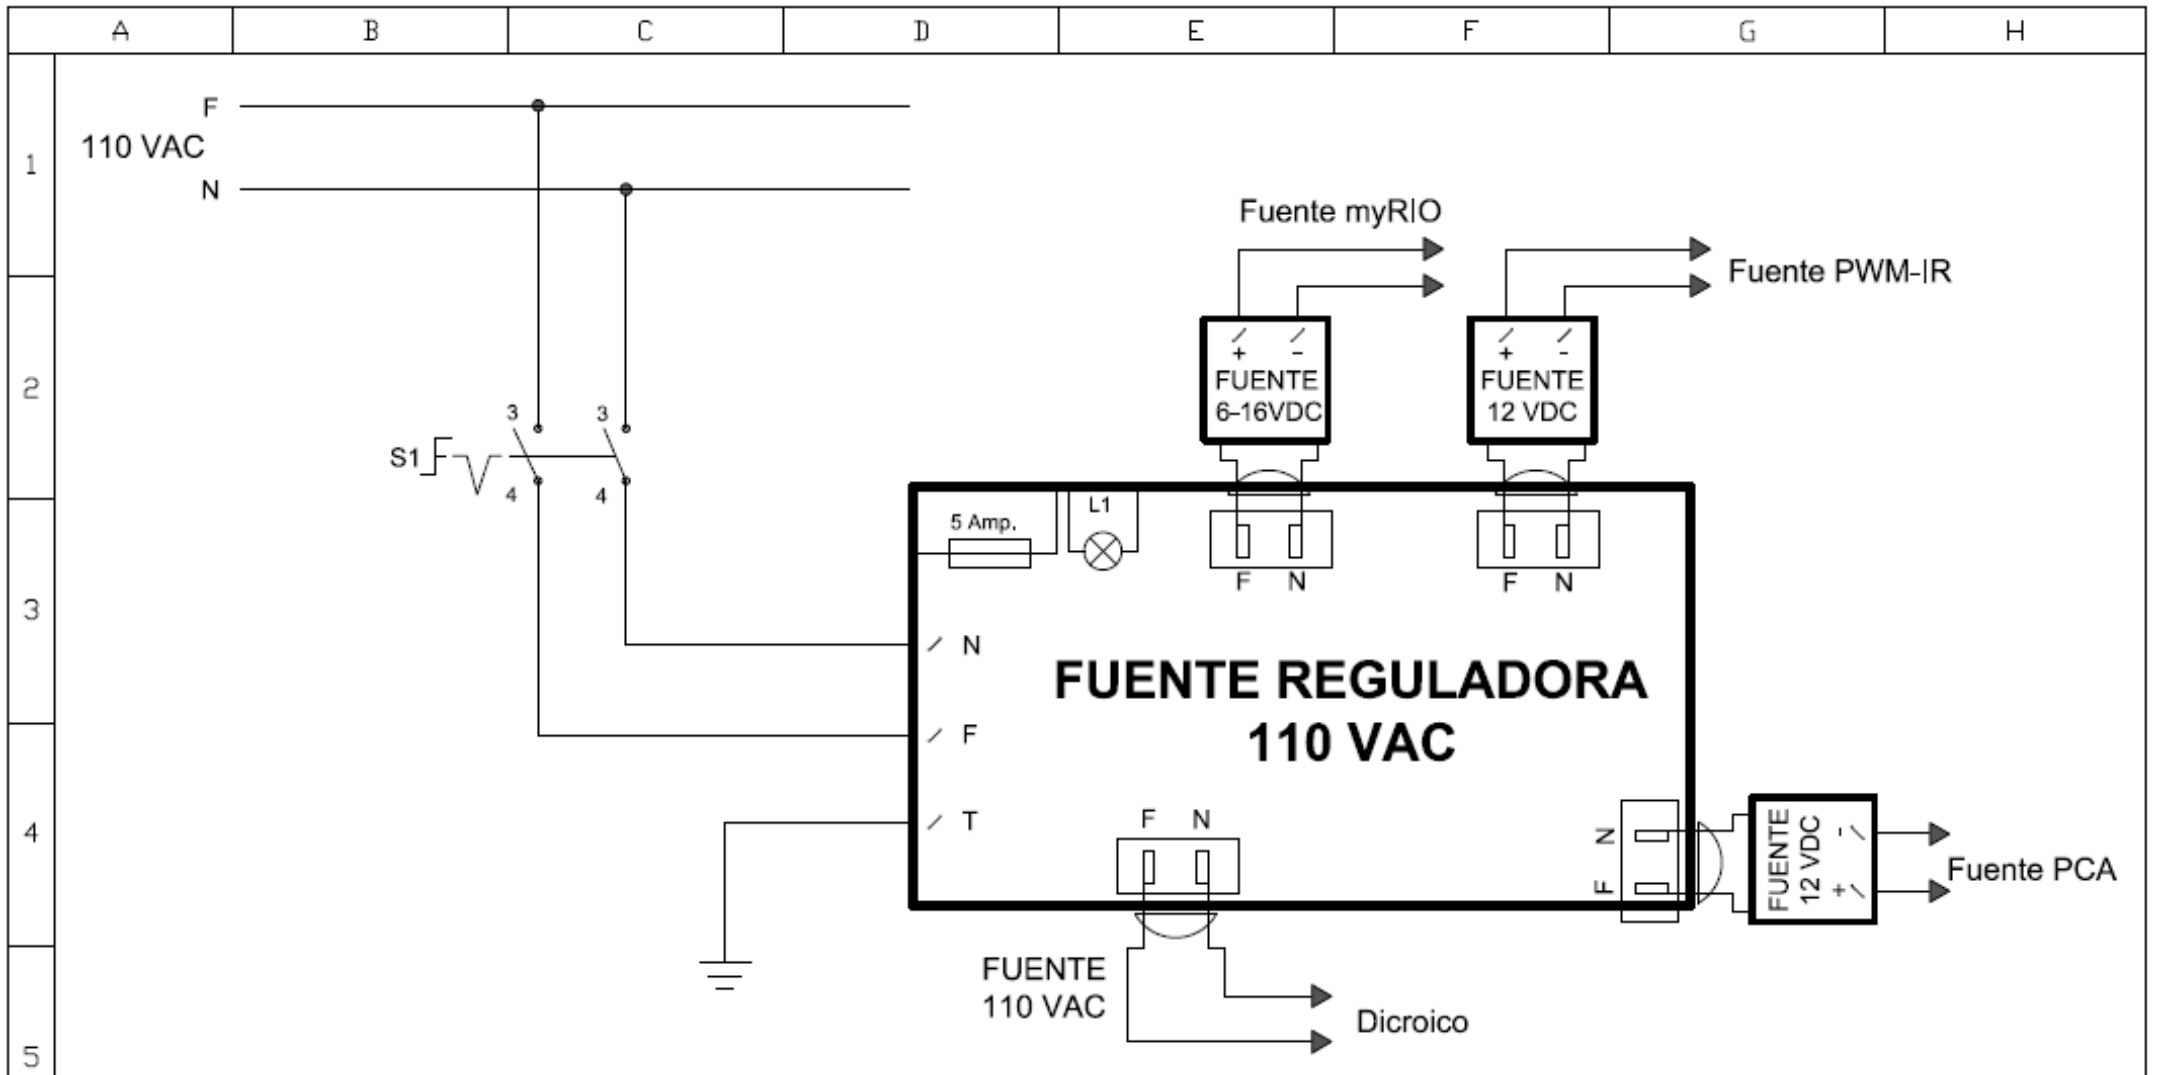 A B C D E F G H
1
2
3
4
5
F
110 VAC
N
Fuente myRIO
Fuente PWM-IR
+ -
FUENTE
6-16VDC
+ -
FUENTE
12 VDC
3 3
S1
4 4
5 Amp.
L1
F N
F N
N
F
T
FUENTE REGULADORA
110 VAC
F N
N
F
FUENTE
12 VDC
-
+
Fuente PCA
FUENTE
110 VAC
Dicroico